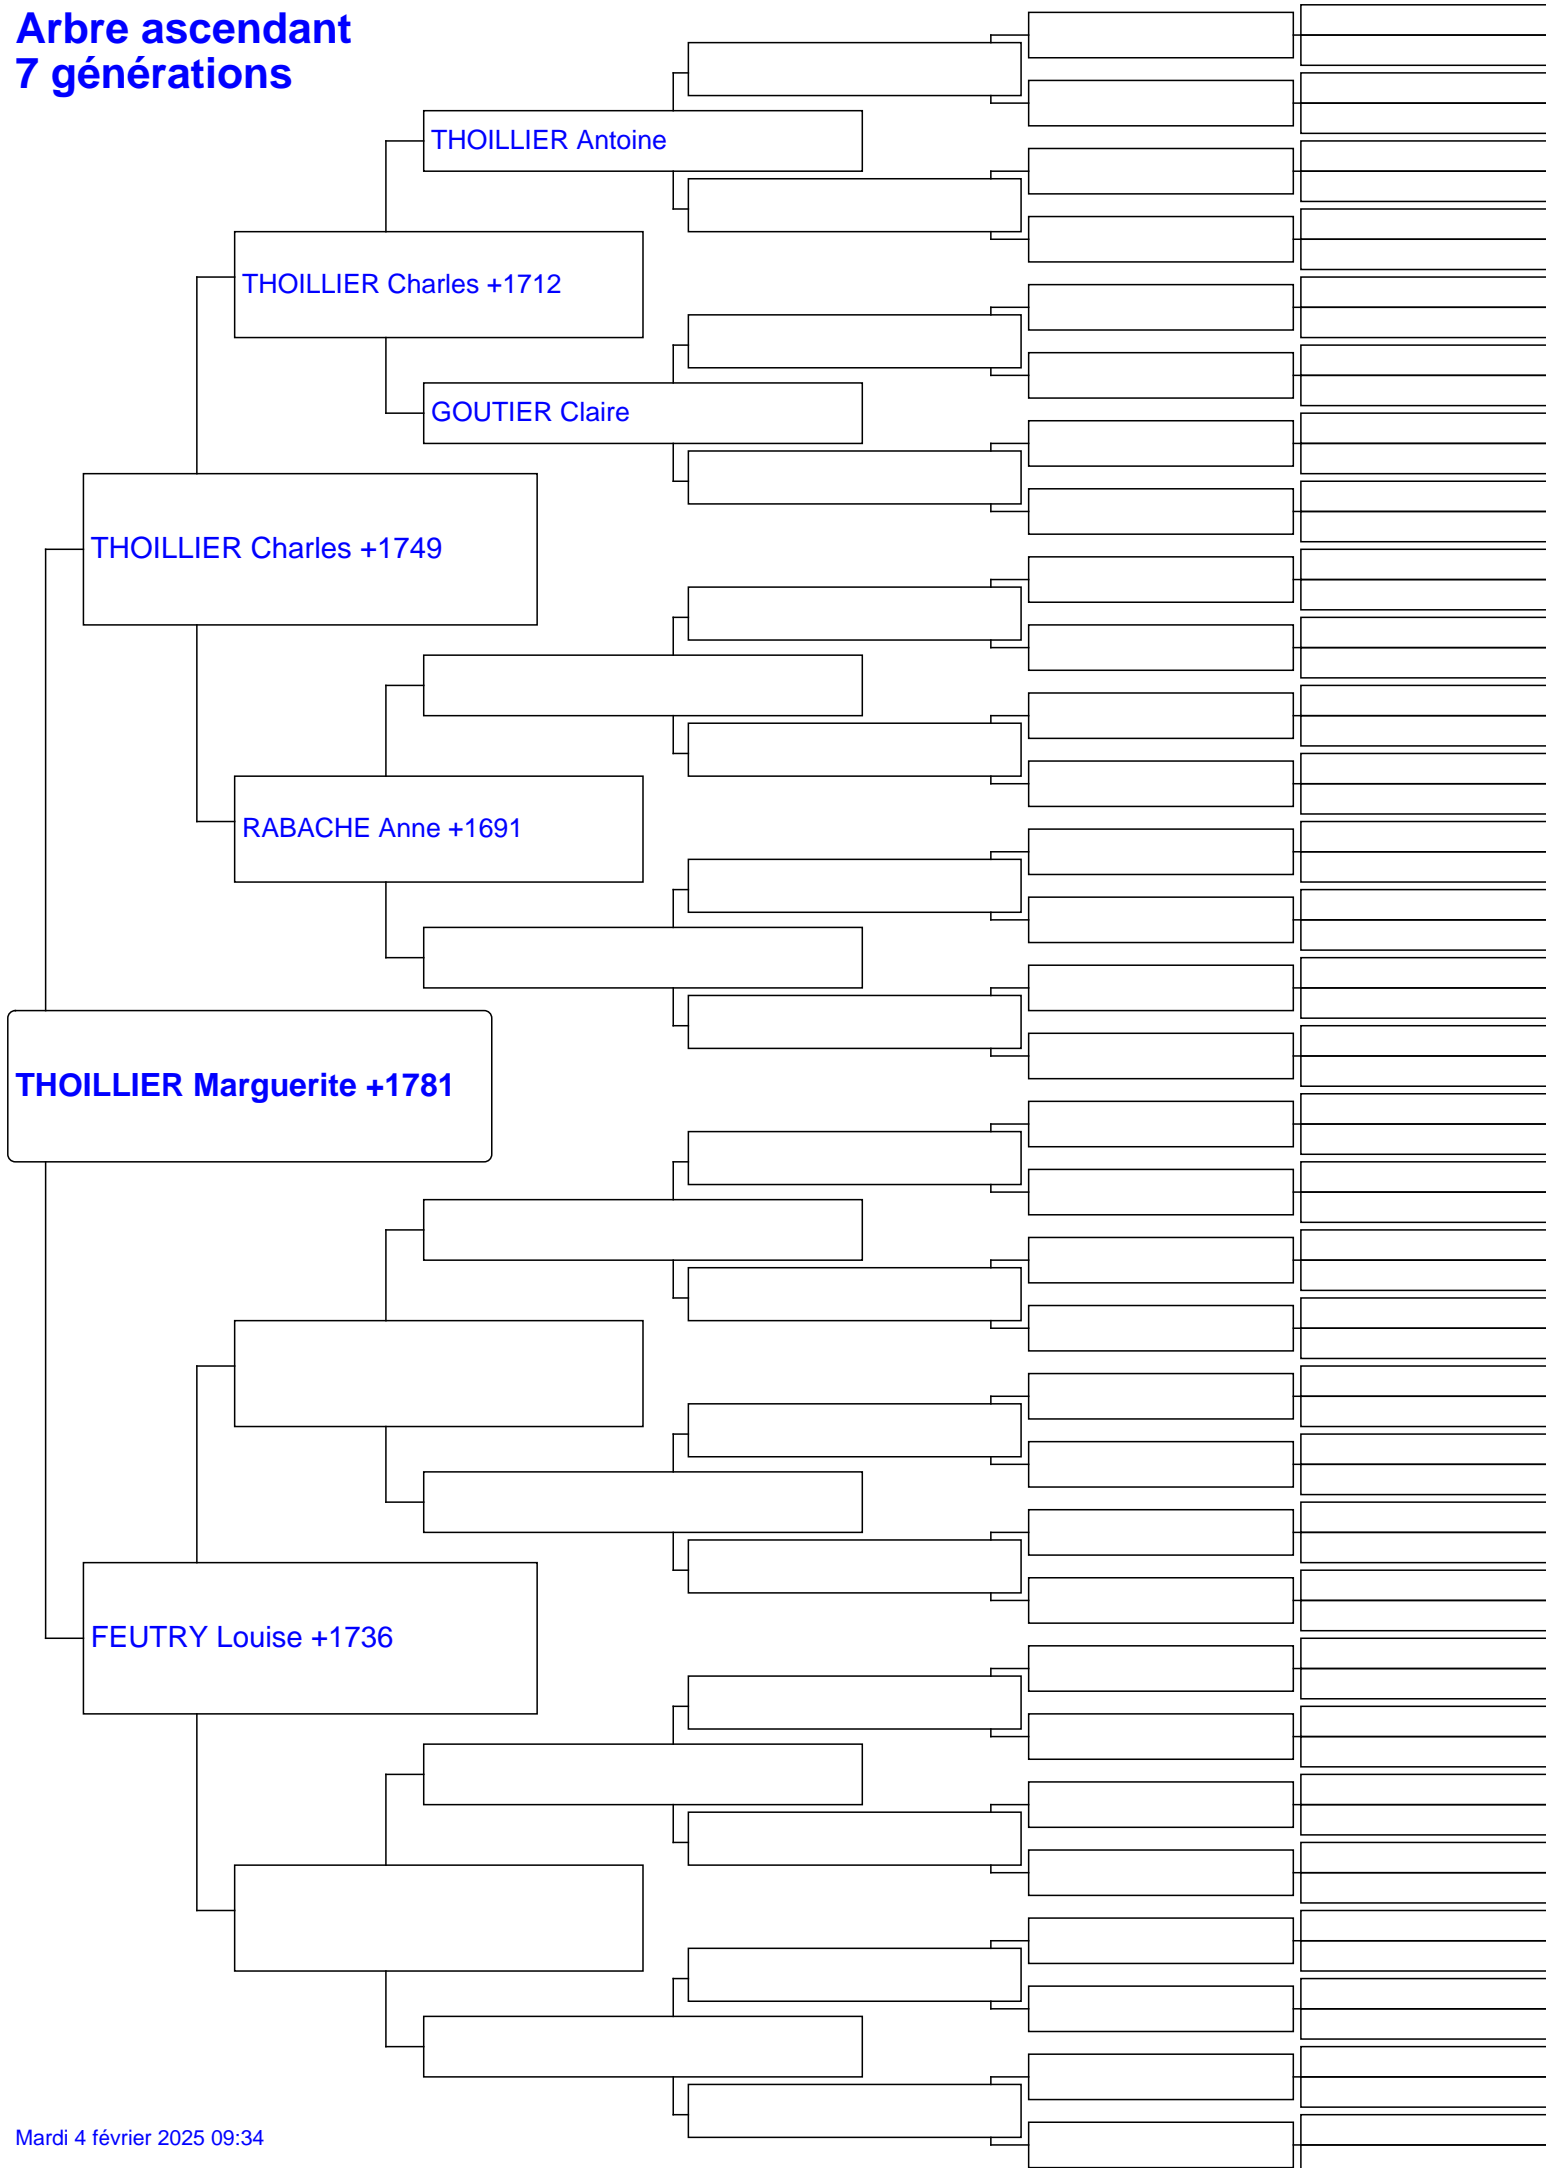 Arbre ascendant
7 générations
THOILLIER Antoine
THOILLIER Charles +1712
GOUTIER Claire
THOILLIER Charles +1749
RABACHE Anne +1691
THOILLIER Marguerite +1781
FEUTRY Louise +1736
Mardi 4 février 2025 09:34